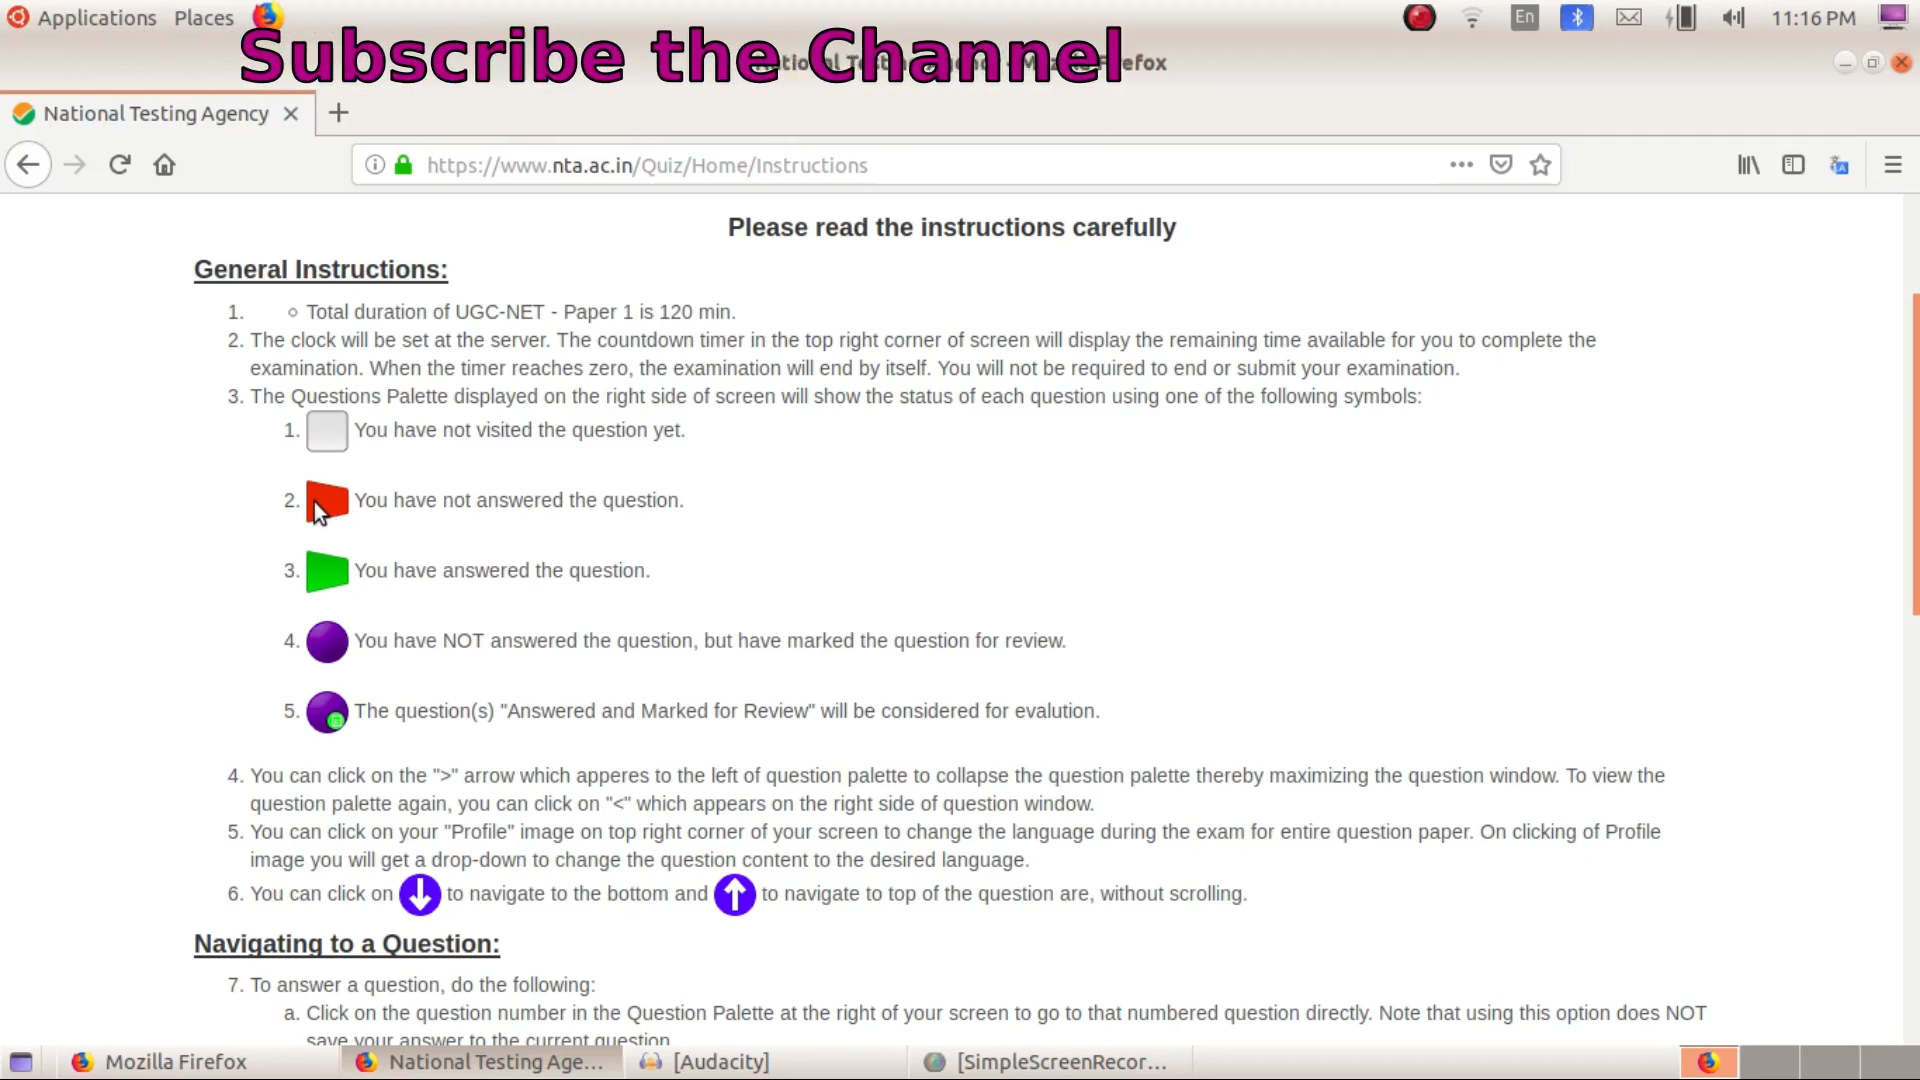 Applications Places En 11:16 PM
Subscribe the Channel
National Testing Agency
https://www.nta.ac.in/Quiz/Home/Instructions
Please read the instructions carefully
General Instructions:
1. ○ Total duration of UGC-NET - Paper 1 is 120 min.
2. The clock will be set at the server. The countdown timer in the top right corner of screen will display the remaining time available for you to complete the
examination. When the timer reaches zero, the examination will end by itself. You will not be required to end or submit your examination.
3. The Questions Palette displayed on the right side of screen will show the status of each question using one of the following symbols:
1. You have not visited the question yet.
2. You have not answered the question.
3. You have answered the question.
4. You have NOT answered the question, but have marked the question for review.
5. The question(s) "Answered and Marked for Review" will be considered for evalution.
4. You can click on the ">" arrow which apperes to the left of question palette to collapse the question palette thereby maximizing the question window. To view the
question palette again, you can click on "<" which appears on the right side of question window.
5. You can click on your "Profile" image on top right corner of your screen to change the language during the exam for entire question paper. On clicking of Profile
image you will get a drop-down to change the question content to the desired language.
6. You can click on ↓ to navigate to the bottom and ↑ to navigate to top of the question are, without scrolling.
Navigating to a Question:
7. To answer a question, do the following:
a. Click on the question number in the Question Palette at the right of your screen to go to that numbered question directly. Note that using this option does NOT
save your answer to the current question.
Mozilla Firefox National Testing Age... [Audacity] [SimpleScreenRecor...